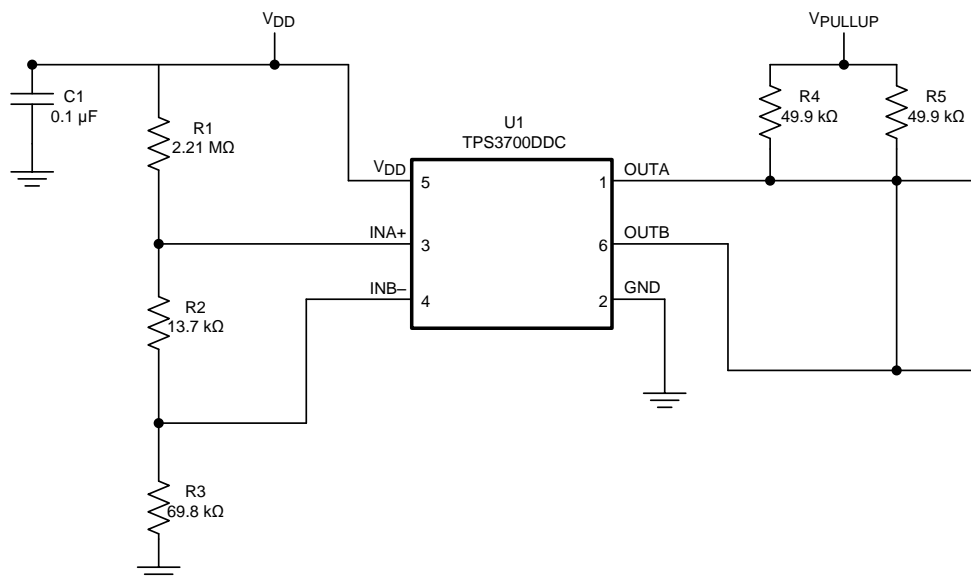 VDD
VPULLUP
C1
0.1 µF
R1
2.21 MΩ
R4
49.9 kΩ
R5
49.9 kΩ
U1
TPS3700DDC
VDD
5
1
OUTA
INA+
3
6
OUTB
INB–
4
2
GND
R2
13.7 kΩ
R3
69.8 kΩ